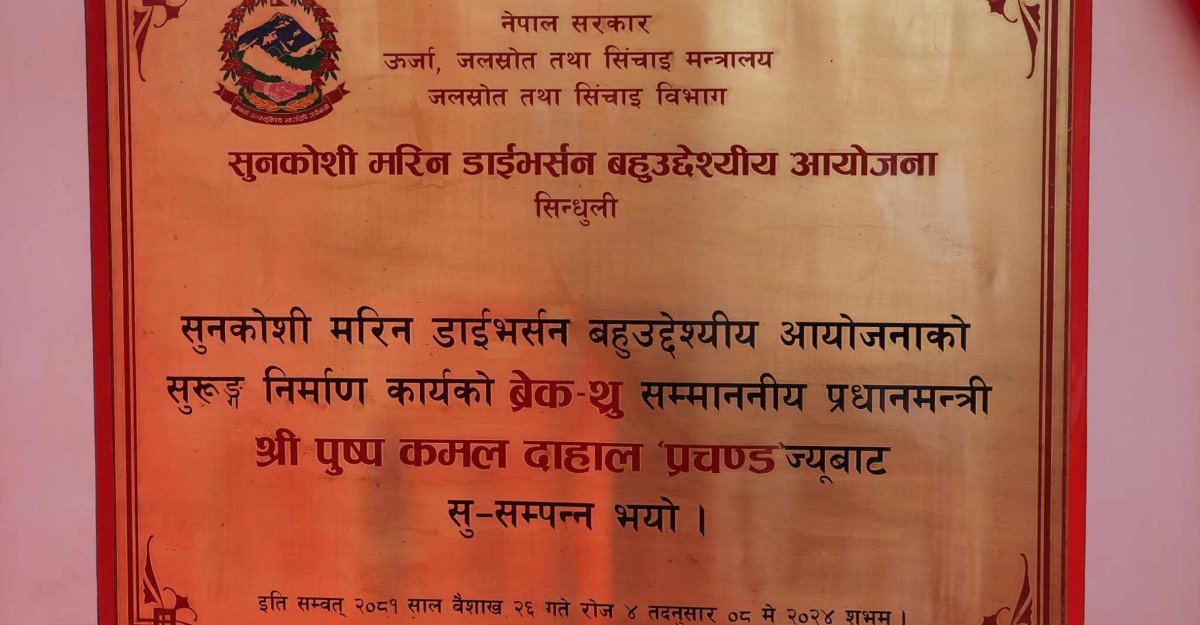 नेपाल सरकार
ऊर्जा, जलस्रोत तथा सिंचाइ मन्त्रालय
जलस्रोत तथा सिंचाइ विभाग
सुनकोशी मरिन डाईभर्सन बहुउद्देश्यीय आयोजना
सिन्धुली
सुनकोशी मरिन डाईभर्सन बहुउद्देश्यीय आयोजनाको
सुरूङ्ग निर्माण कार्यको ब्रेक-थ्रु सम्माननीय प्रधानमन्त्री
श्री पुष्प कमल दाहाल 'प्रचण्ड' ज्यूबाट
सु-सम्पन्न भयो ।
इति सम्वत् २०८१ साल वैशाख २६ गते रोज ४ तदनुसार ०८ मे २०२४ शुभम् ।